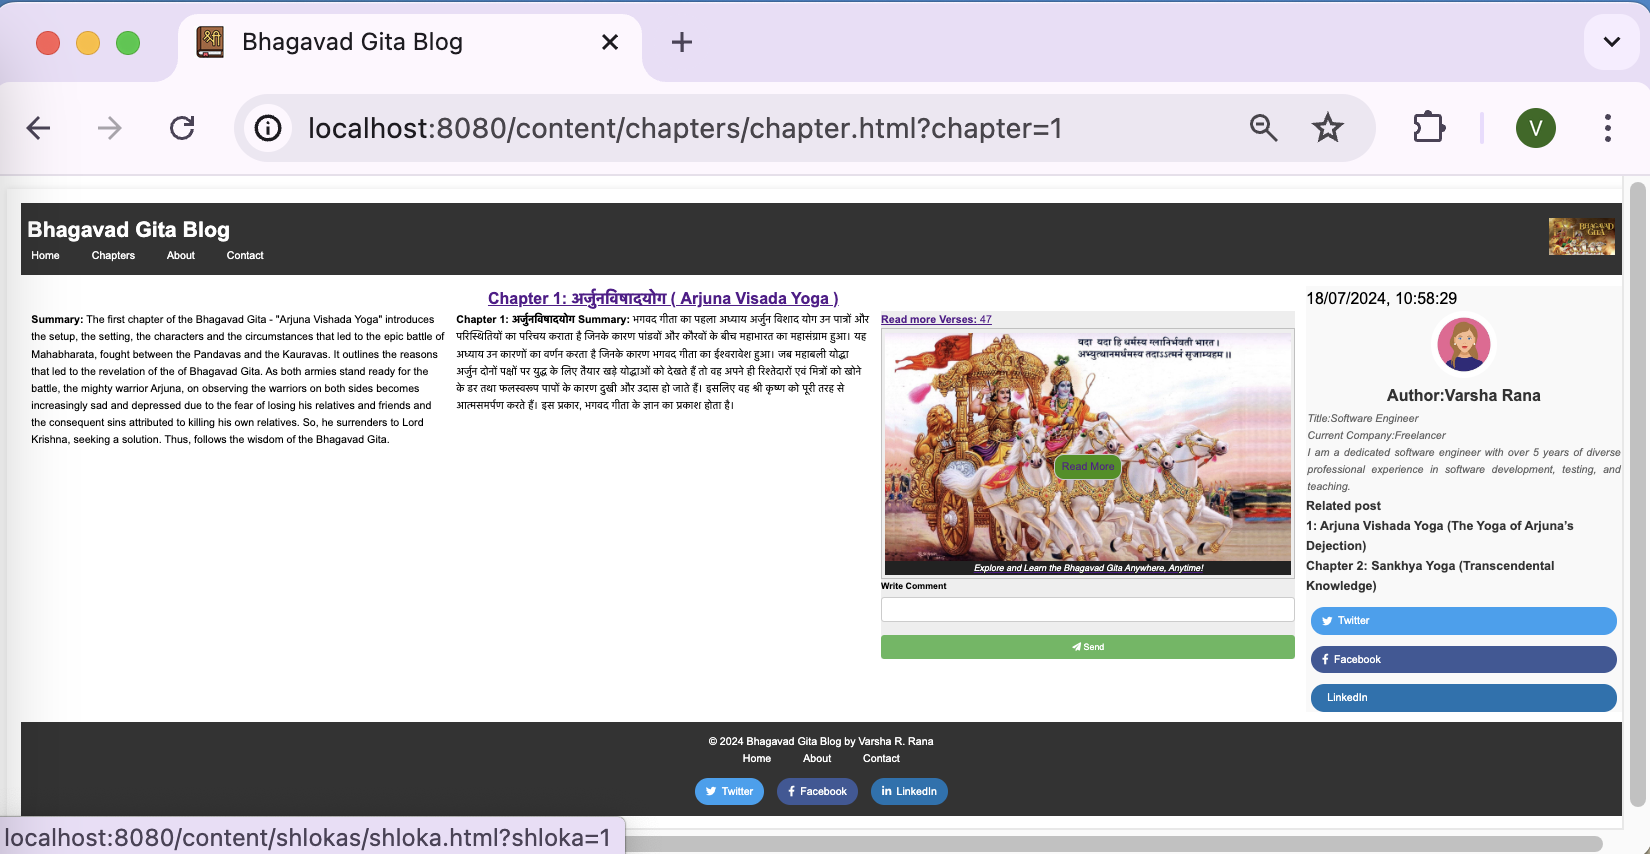 Bhagavad Gita Blog
localhost:8080/content/chapters/chapter.html?chapter=1
V
Bhagavad Gita Blog
Home Chapters About Contact
BHAGAVAD
GITA
Chapter 1: अर्जुनविषादयोग ( Arjuna Visada Yoga )
Summary: The first chapter of the Bhagavad Gita - "Arjuna Vishada Yoga" introduces
the setup, the setting, the characters and the circumstances that led to the epic battle of
Mahabharata, fought between the Pandavas and the Kauravas. It outlines the reasons
that led to the revelation of the of Bhagavad Gita. As both armies stand ready for the
battle, the mighty warrior Arjuna, on observing the warriors on both sides becomes
increasingly sad and depressed due to the fear of losing his relatives and friends and
the consequent sins attributed to killing his own relatives. So, he surrenders to Lord
Krishna, seeking a solution. Thus, follows the wisdom of the Bhagavad Gita.
Chapter 1: अर्जुनविषादयोग Summary: भगवद गीता का पहला अध्याय अर्जुन विशाद योग उन पात्रों और
परिस्थितियों का परिचय कराता है जिनके कारण पांडवों और कौरवों के बीच महाभारत का महासंग्राम हुआ। यह
अध्याय उन कारणों का वर्णन करता है जिनके कारण भगवद गीता का ईश्वरावेश हुआ। जब महाबली योद्धा
अर्जुन दोनों पक्षों पर युद्ध के लिए तैयार खड़े योद्धाओं को देखते हैं तो वह अपने ही रिश्तेदारों एवं मित्रों को खोने
के डर तथा फलस्वरूप पापों के कारण दुखी और उदास हो जाते हैं। इसलिए वह श्री कृष्ण को पूरी तरह से
आत्मसमर्पण करते हैं। इस प्रकार, भगवद गीता के ज्ञान का प्रकाश होता है।
Read more Verses: 47
यदा यदा हि धर्मस्य ग्लानिर्भवती भारत।
अभ्युत्थानमर्धमस्य तदाऽऽत्मनं सृजाम्यहम॥
Read More
Explore and Learn the Bhagavad Gita Anywhere, Anytime!
Write Comment
Send
18/07/2024, 10:58:29
Author:Varsha Rana
Title:Software Engineer
Current Company:Freelancer
I am a dedicated software engineer with over 5 years of diverse
professional experience in software development, testing, and
teaching.
Related post
1: Arjuna Vishada Yoga (The Yoga of Arjuna’s
Dejection)
Chapter 2: Sankhya Yoga (Transcendental
Knowledge)
Twitter
Facebook
LinkedIn
© 2024 Bhagavad Gita Blog by Varsha R. Rana
Home About Contact
Twitter Facebook LinkedIn
localhost:8080/content/shlokas/shloka.html?shloka=1